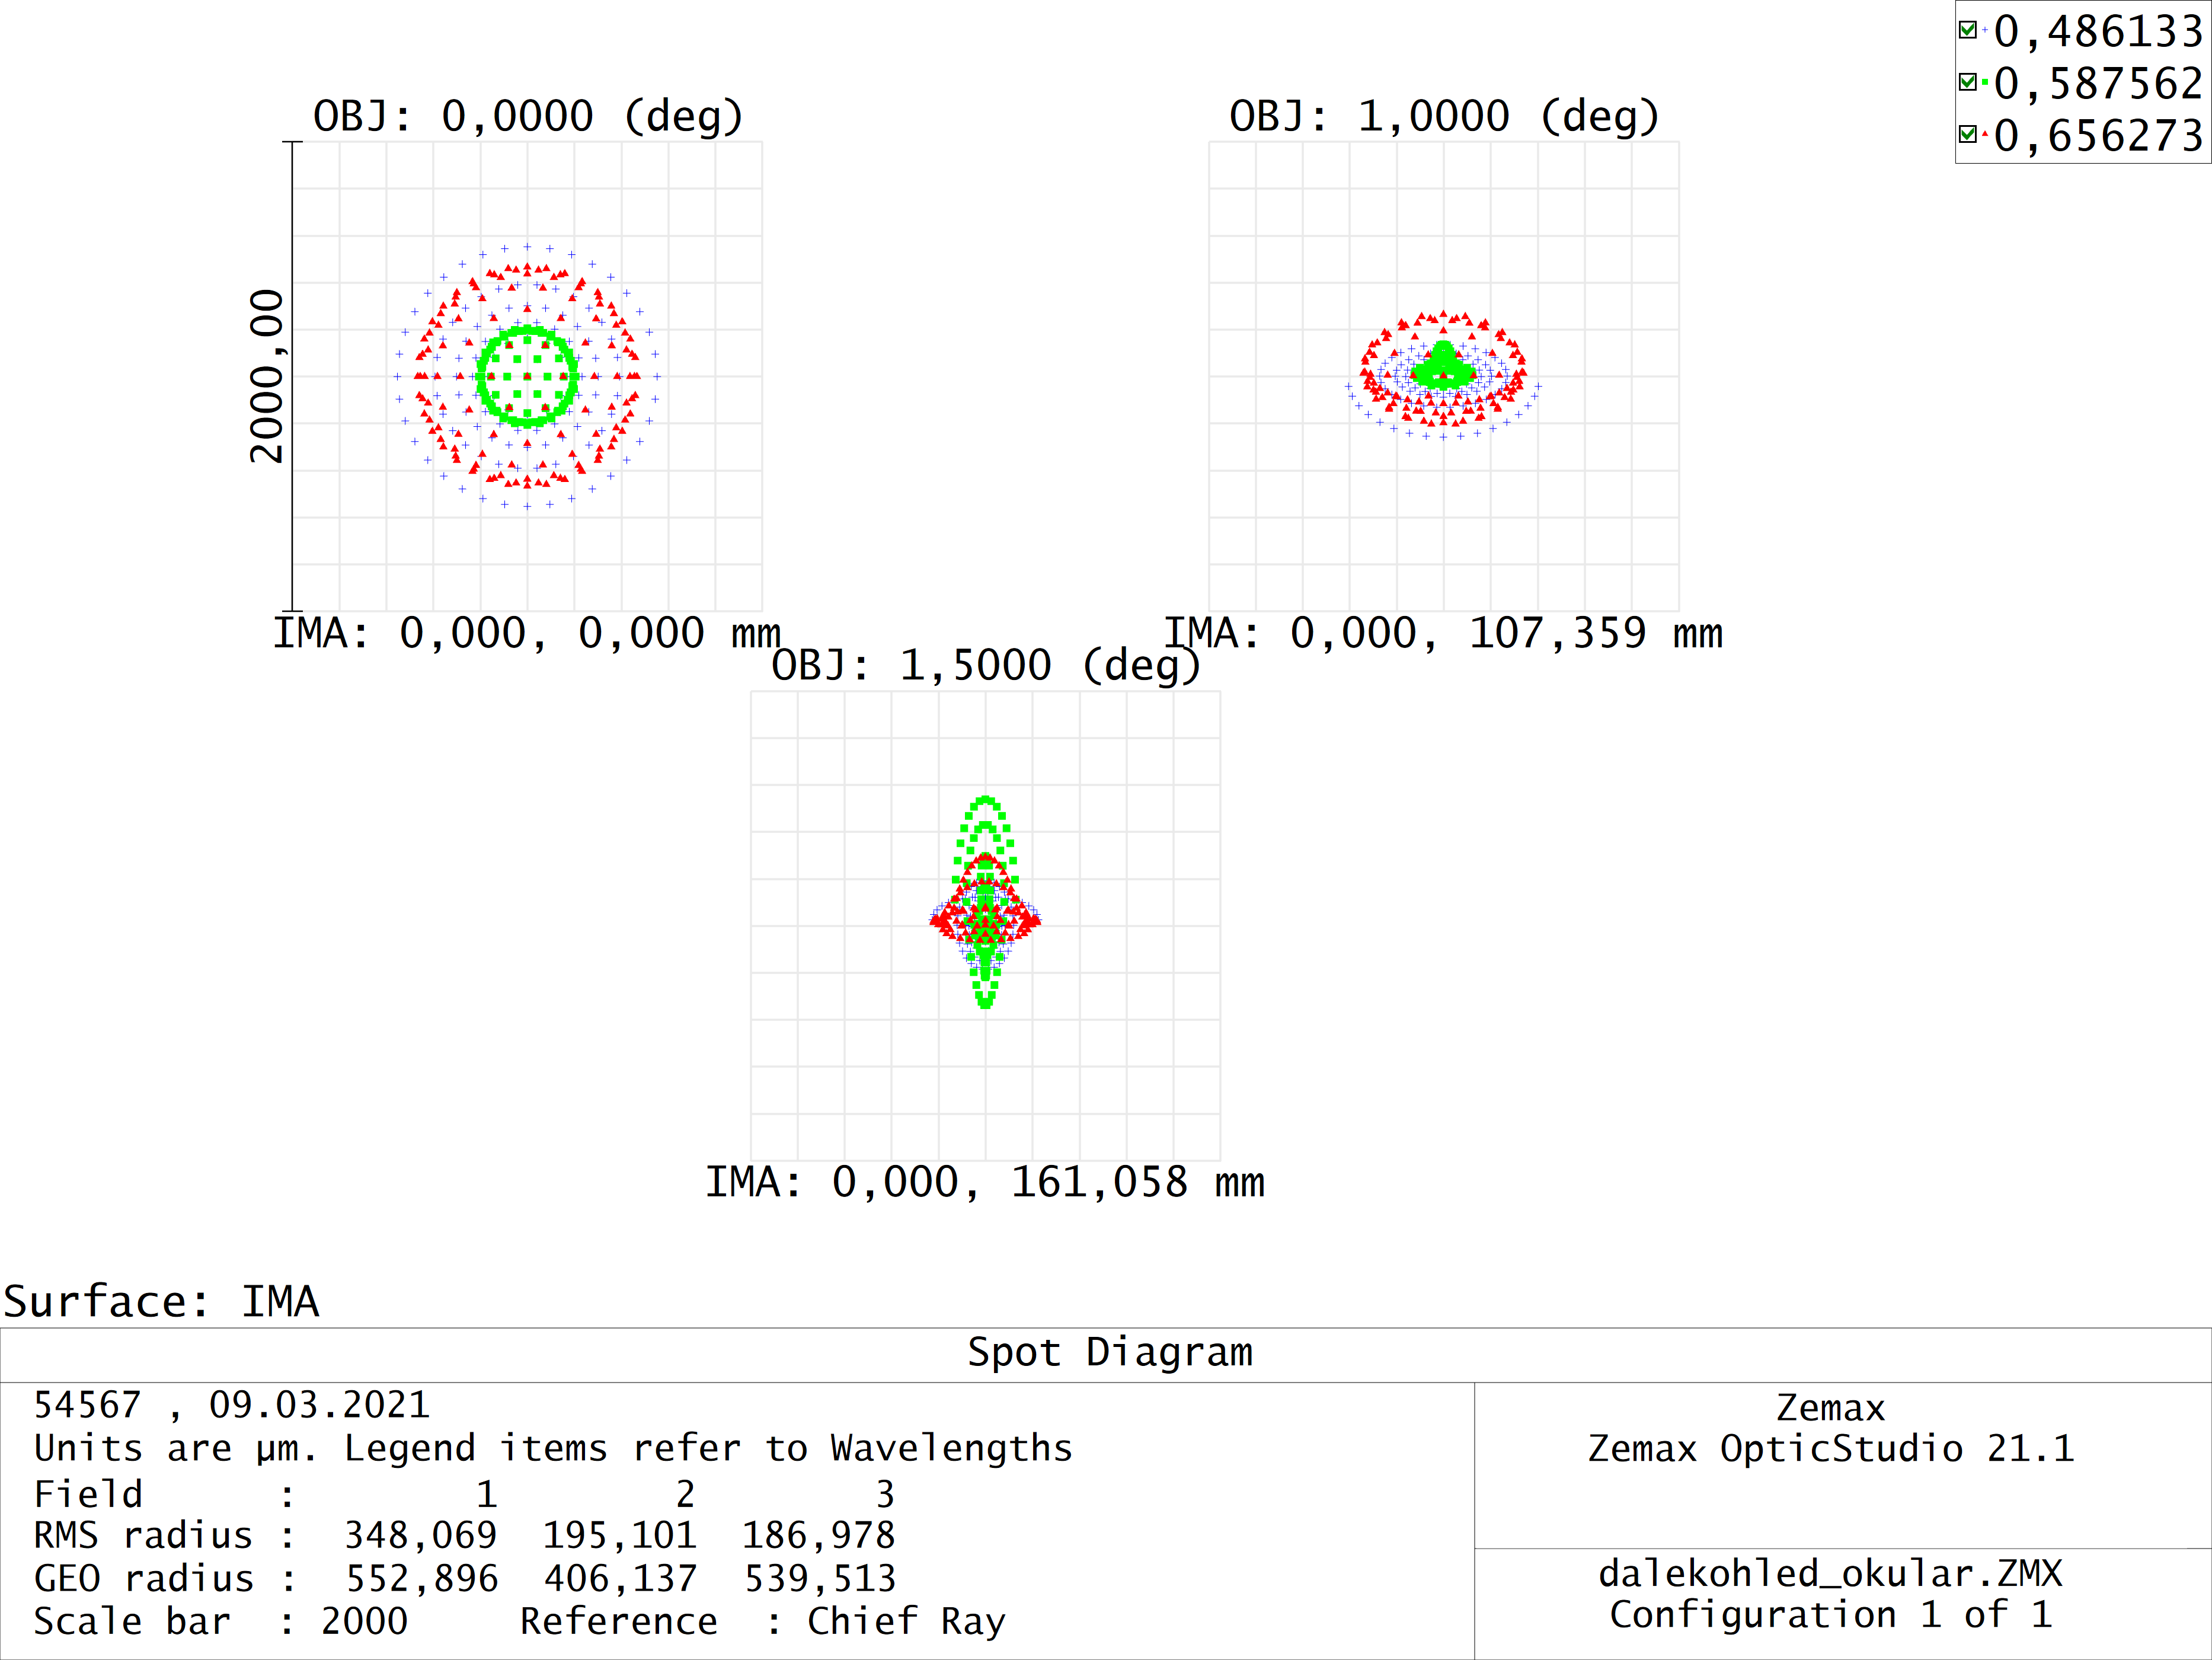 0,486133
0,587562
0,656273
OBJ: 0,0000 (deg)
OBJ: 1,0000 (deg)
2000,00
IMA: 0,000, 0,000 mm
IMA: 0,000, 107,359 mm
OBJ: 1,5000 (deg)
IMA: 0,000, 161,058 mm
Surface: IMA
Spot Diagram
54567 , 09.03.2021
Units are µm. Legend items refer to Wavelengths
Field : 1 2 3
RMS radius : 348,069 195,101 186,978
GEO radius : 552,896 406,137 539,513
Scale bar : 2000 Reference : Chief Ray
Zemax
Zemax OpticStudio 21.1
dalekohled_okular.ZMX
Configuration 1 of 1